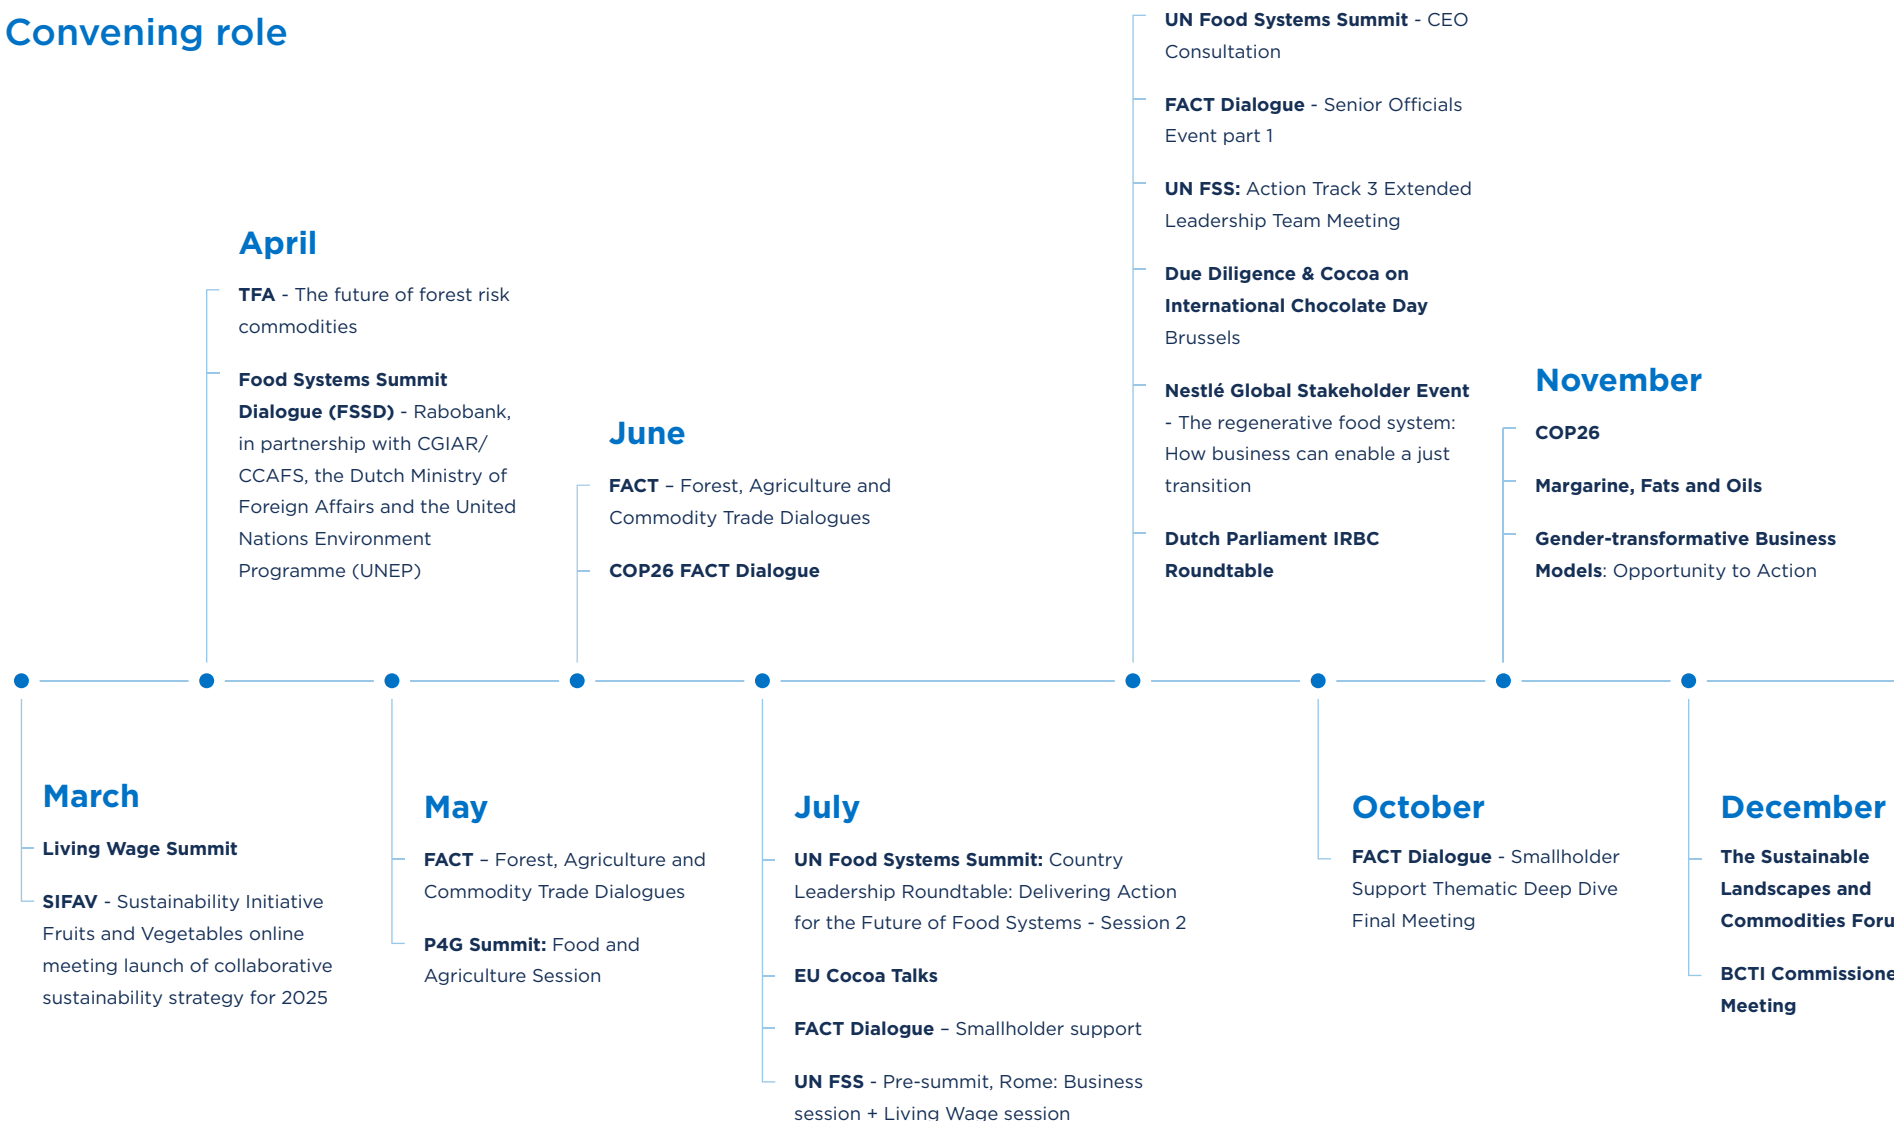 Convening role
March
Living Wage Summit
SIFAV - Sustainability Initiative
Fruits and Vegetables online
meeting launch of collaborative
sustainability strategy for 2025
April
TFA - The future of forest risk
commodities
Food Systems Summit
Dialogue (FSSD) - Rabobank,
in partnership with CGIAR/
CCAFS, the Dutch Ministry of
Foreign Affairs and the United
Nations Environment
Programme (UNEP)
May
FACT – Forest, Agriculture and
Commodity Trade Dialogues
P4G Summit: Food and
Agriculture Session
June
FACT – Forest, Agriculture and
Commodity Trade Dialogues
COP26 FACT Dialogue
July
UN Food Systems Summit: Country
Leadership Roundtable: Delivering Action
for the Future of Food Systems - Session 2
EU Cocoa Talks
FACT Dialogue – Smallholder support
UN FSS - Pre-summit, Rome: Business
session + Living Wage session
UN Food Systems Summit - CEO
Consultation
FACT Dialogue - Senior Officials
Event part 1
UN FSS: Action Track 3 Extended
Leadership Team Meeting
Due Diligence & Cocoa on
International Chocolate Day
Brussels
Nestlé Global Stakeholder Event
- The regenerative food system:
How business can enable a just
transition
Dutch Parliament IRBC
Roundtable
October
FACT Dialogue - Smallholder
Support Thematic Deep Dive
Final Meeting
November
COP26
Margarine, Fats and Oils
Gender-transformative Business
Models: Opportunity to Action
December
The Sustainable
Landscapes and
Commodities
BCTI
Meeting